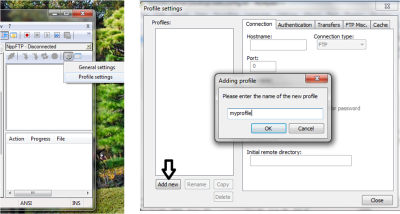 ?
X
NppFTP - Disconnected
General settings
Profile settings
Action Progress File
ANSI
INS
Profile settings
Profiles:
Connection Authentication Transfers FTP Misc. Cache
Hostname:
Connection type:
FTP
Port:
0
Adding profile
Please enter the name of the new profile
myprofile
OK Cancel
or password
Initial remote directory:
Add new Rename Copy
Delete
Close